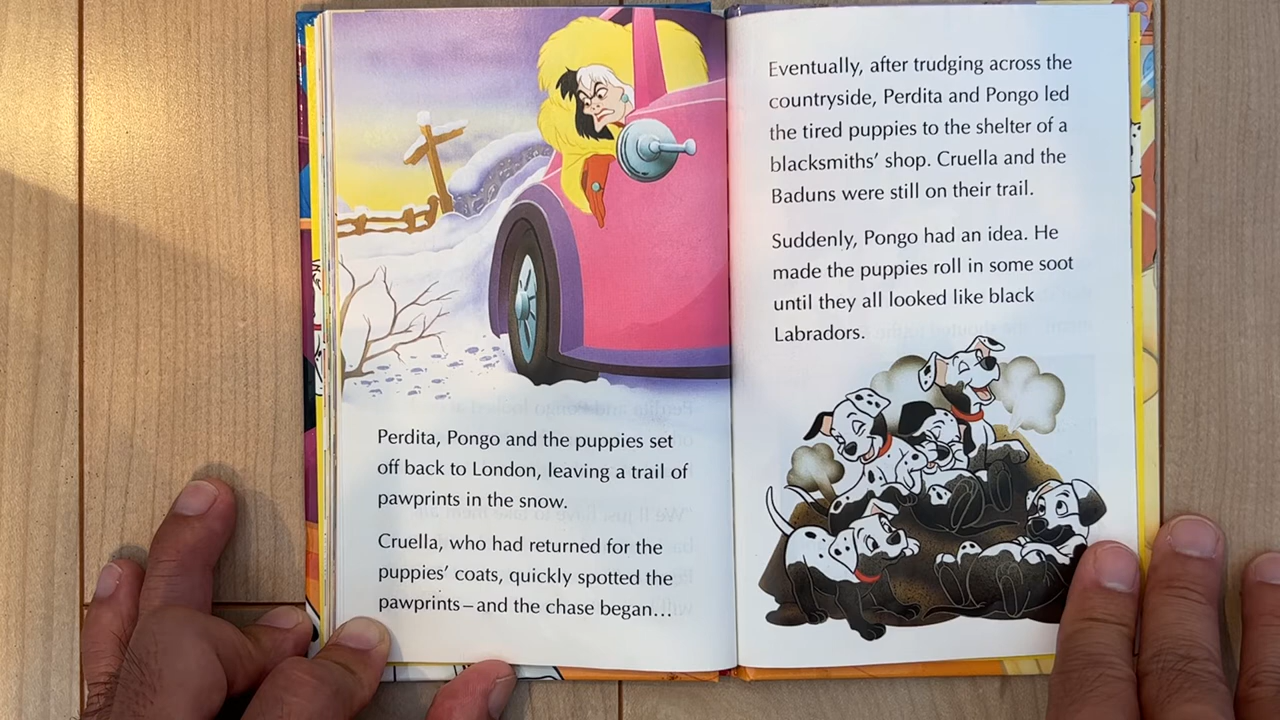 Perdita, Pongo and the puppies set
off back to London, leaving a trail of
pawprints in the snow.
Cruella, who had returned for the
puppies’ coats, quickly spotted the
pawprints – and the chase began…
Eventually, after trudging across the
countryside, Perdita and Pongo led
the tired puppies to the shelter of a
blacksmiths’ shop. Cruella and the
Baduns were still on their trail.
Suddenly, Pongo had an idea. He
made the puppies roll in some soot
until they all looked like black
Labradors.